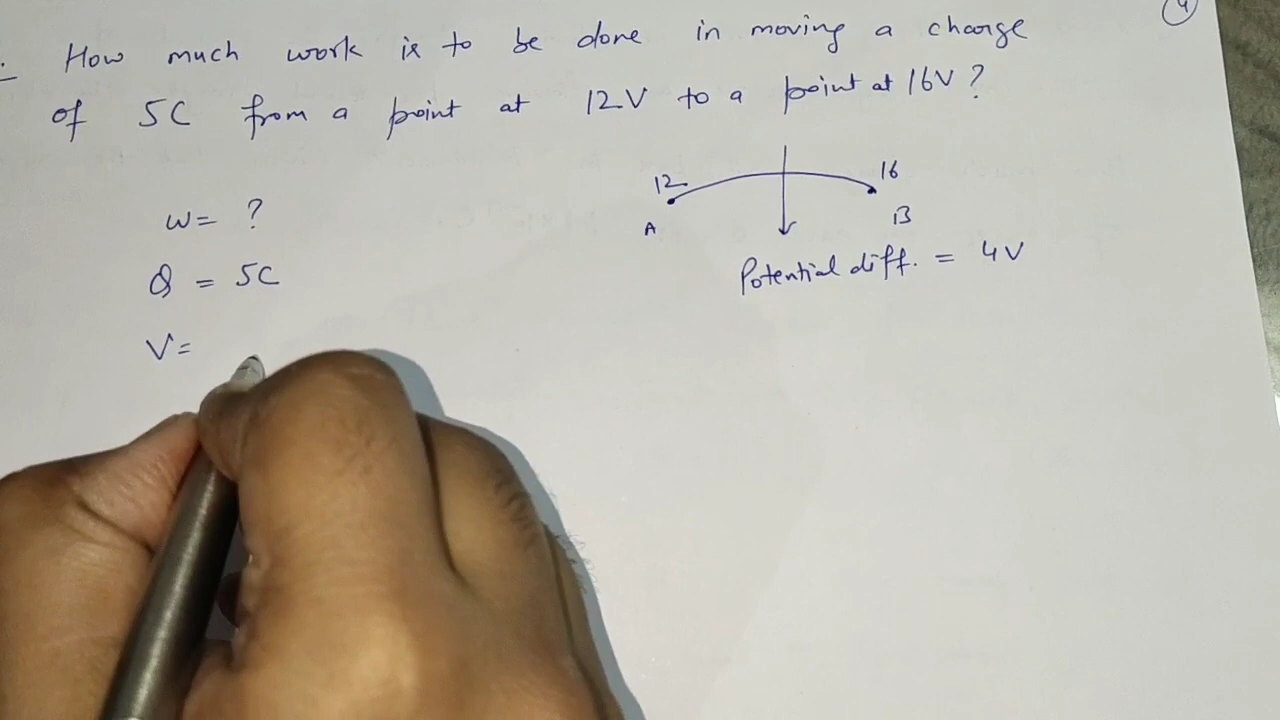 How much work is to be done in moving a charge
of 5C from a point at 12V to a point at 16V?
12
16
A
B
Potential diff. = 4V
W= ?
Q = 5C
V=
4